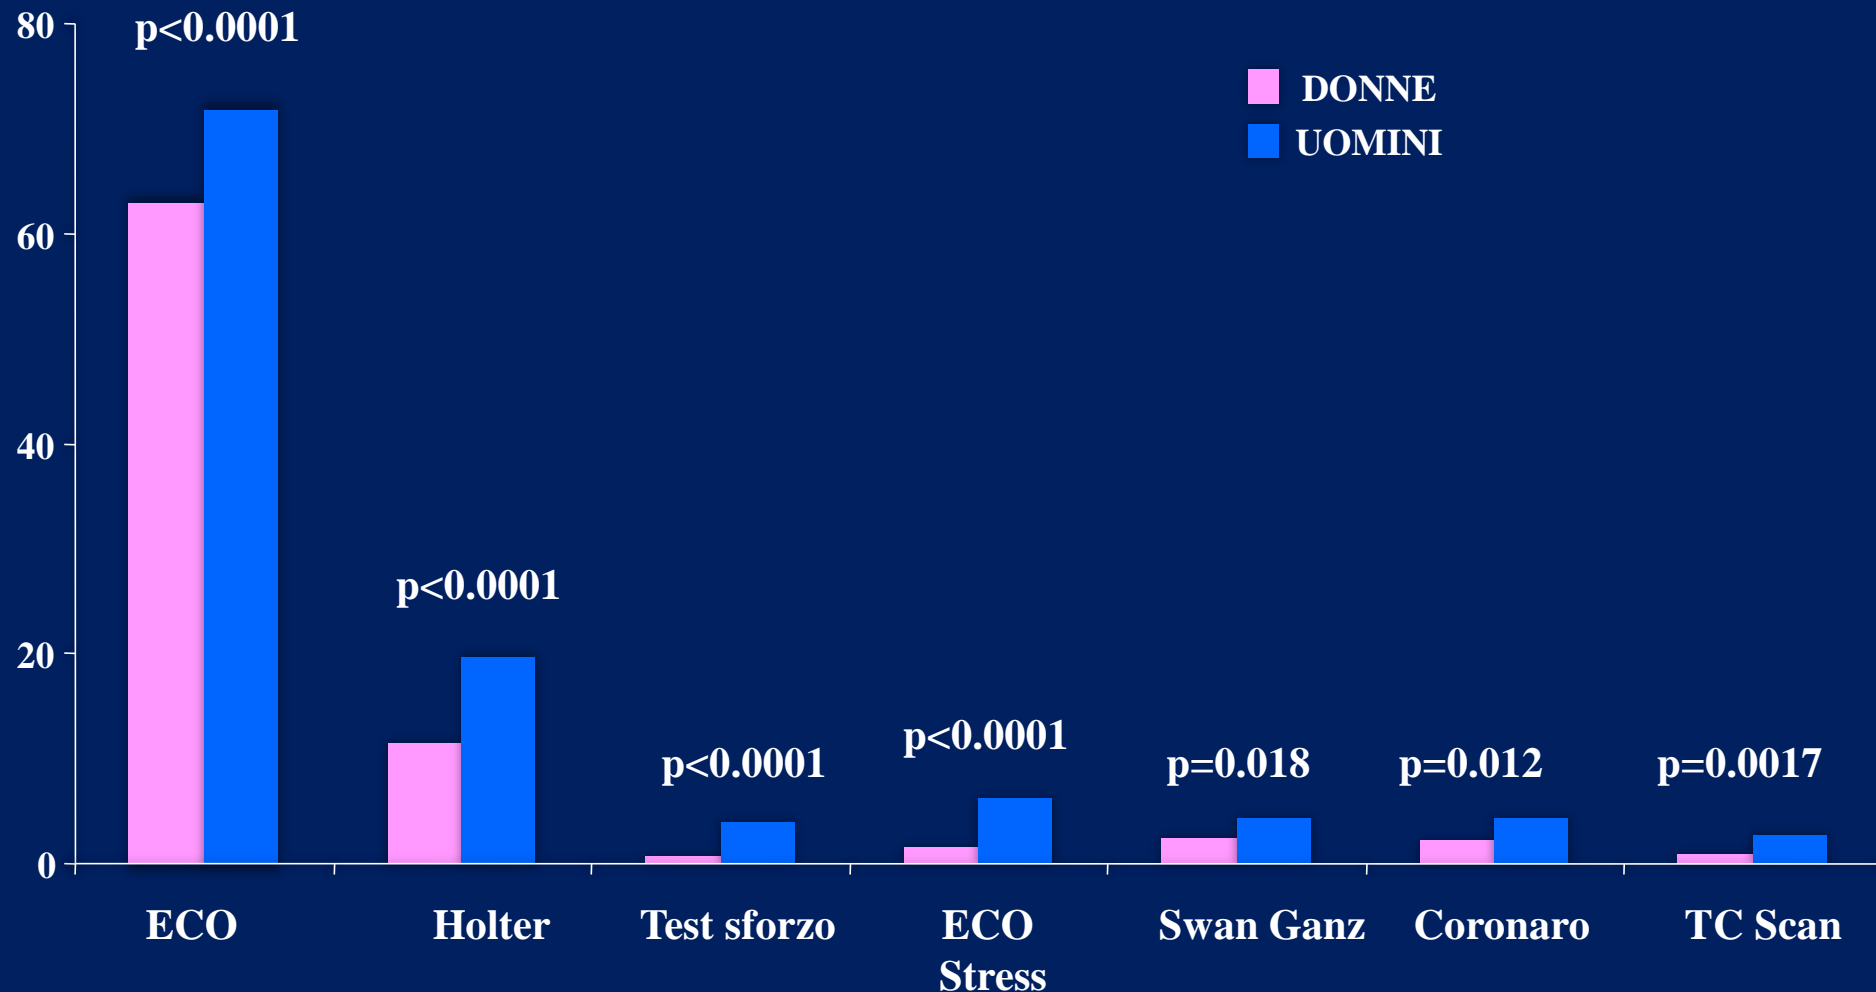 80
p<0.0001
DONNE
UOMINI
60
40
p<0.0001
20
p<0.0001
p<0.0001
p=0.018
p=0.012
p=0.0017
0
ECO
Holter
Test sforzo
ECO
Stress
Swan Ganz
Coronaro
TC Scan